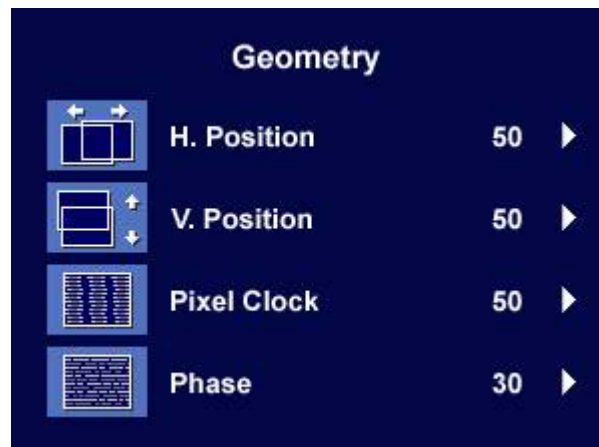 Geometry
H. Position 50
V. Position 50
Pixel Clock 50
Phase 30